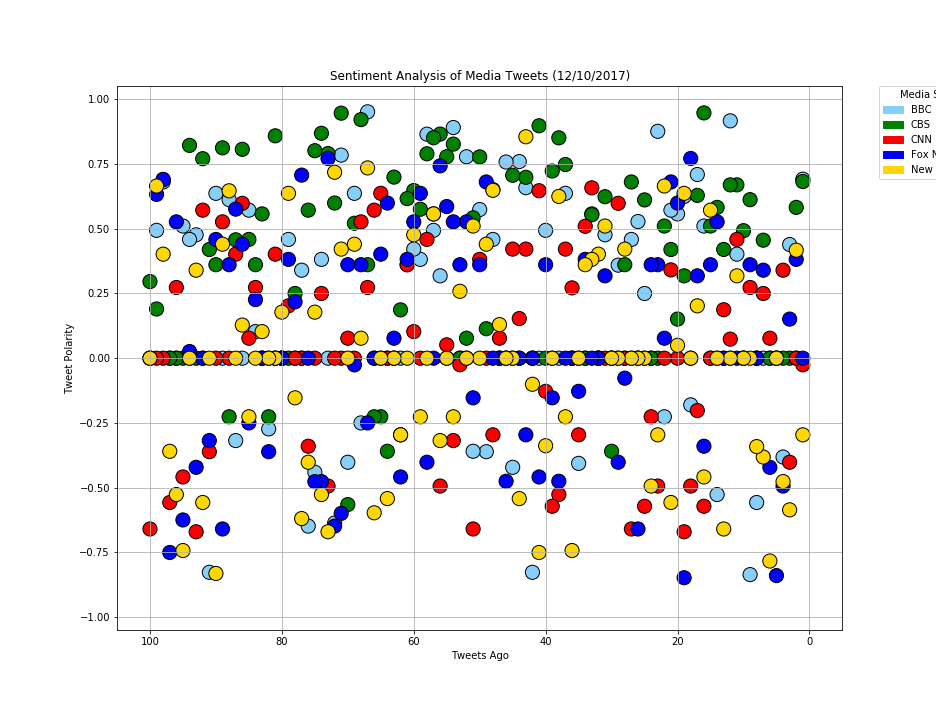 Sentiment Analysis of Media Tweets (12/10/2017)
Media S
BBC
CBS
CNN
Fox N
New
1.00
0.75
0.50
0.25
0.00
−0.25
−0.50
−0.75
−1.00
Tweet Polarity
100 80 60 40 20 0
Tweets Ago